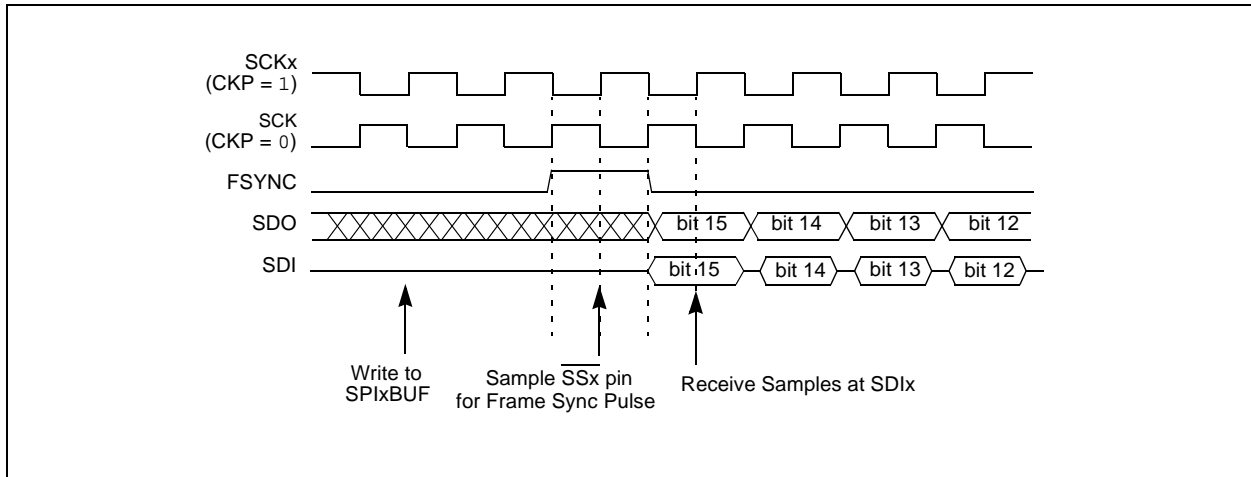 SCKx
(CKP = 1)
SCK
(CKP = 0)
FSYNC
SDO
bit 15 bit 14 bit 13 bit 12
SDI
bit 15 bit 14 bit 13 bit 12
Write to
SPIxBUF
Sample SSx pin
for Frame Sync Pulse
Receive Samples at SDIx